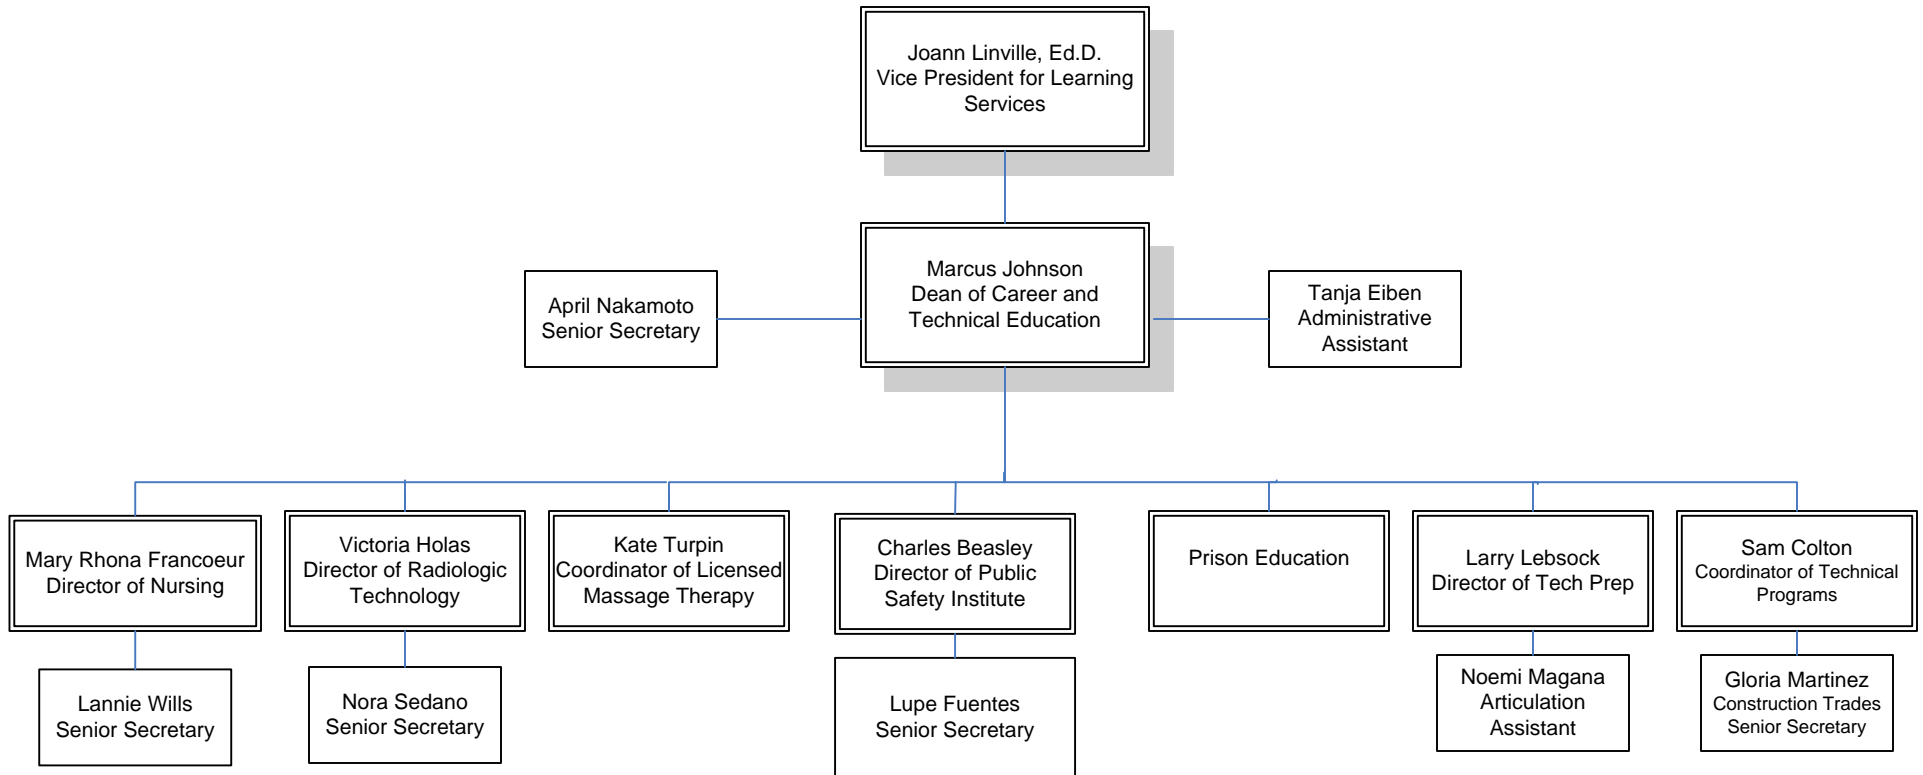 Joann Linville, Ed.D.
Vice President for Learning
Services
Marcus Johnson
Dean of Career and
Technical Education
April Nakamoto
Senior Secretary
Tanja Eiben
Administrative
Assistant
Mary Rhona Francoeur
Director of Nursing
Victoria Holas
Director of Radiologic
Technology
Kate Turpin
Coordinator of Licensed
Massage Therapy
Charles Beasley
Director of Public
Safety Institute
Prison Education
Larry Lebsock
Director of Tech Prep
Sam Colton
Coordinator of Technical
Programs
Lannie Wills
Senior Secretary
Nora Sedano
Senior Secretary
Lupe Fuentes
Senior Secretary
Noemi Magana
Articulation
Assistant
Gloria Martinez
Construction Trades
Senior Secretary